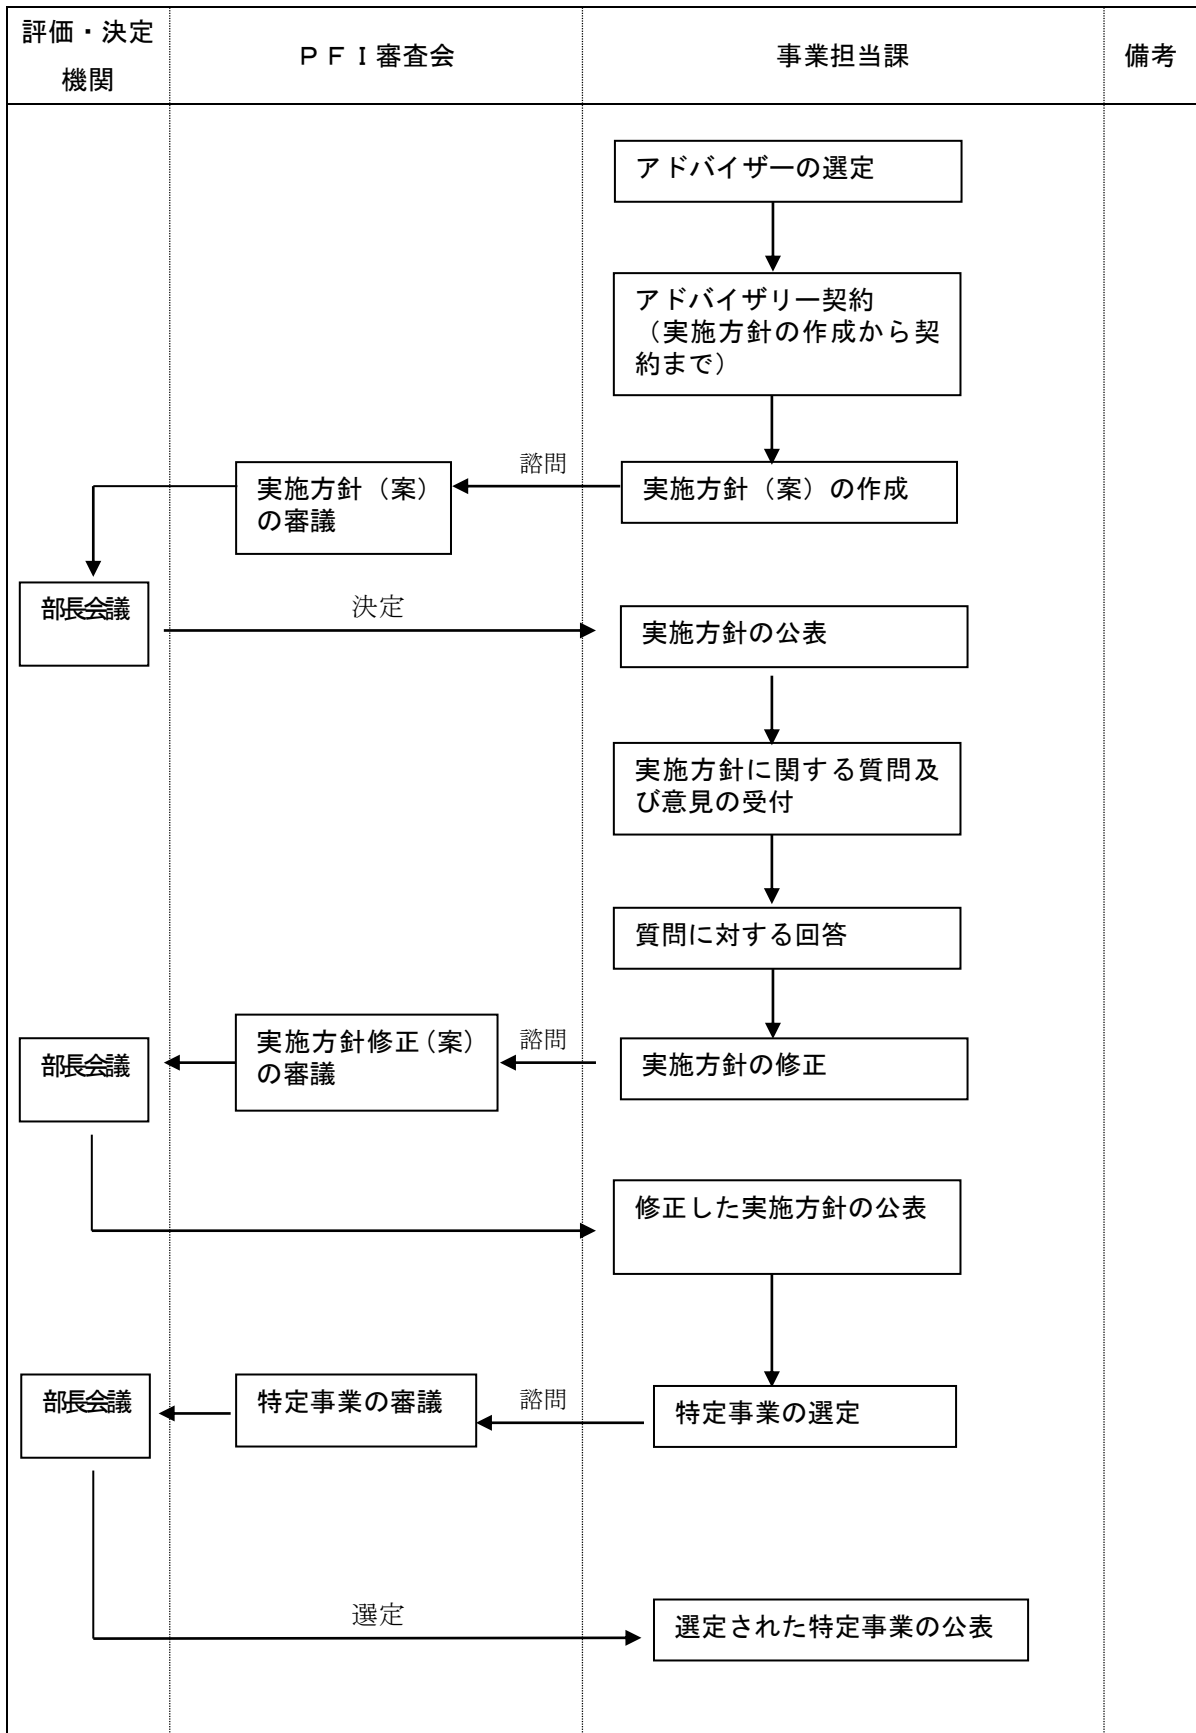 評価・決定
機関
ＰＦＩ審査会
事業担当課
備考
アドバイザーの選定
アドバイザリー契約
（実施方針の作成から契
約まで）
諮問
実施方針（案）の作成
実施方針（案）
の審議
部長会議
決定
実施方針の公表
実施方針に関する質問及
び意見の受付
質問に対する回答
実施方針の修正
諮問
実施方針修正（案）
の審議
部長会議
修正した実施方針の公表
特定事業の選定
諮問
特定事業の審議
部長会議
選定
選定された特定事業の公表